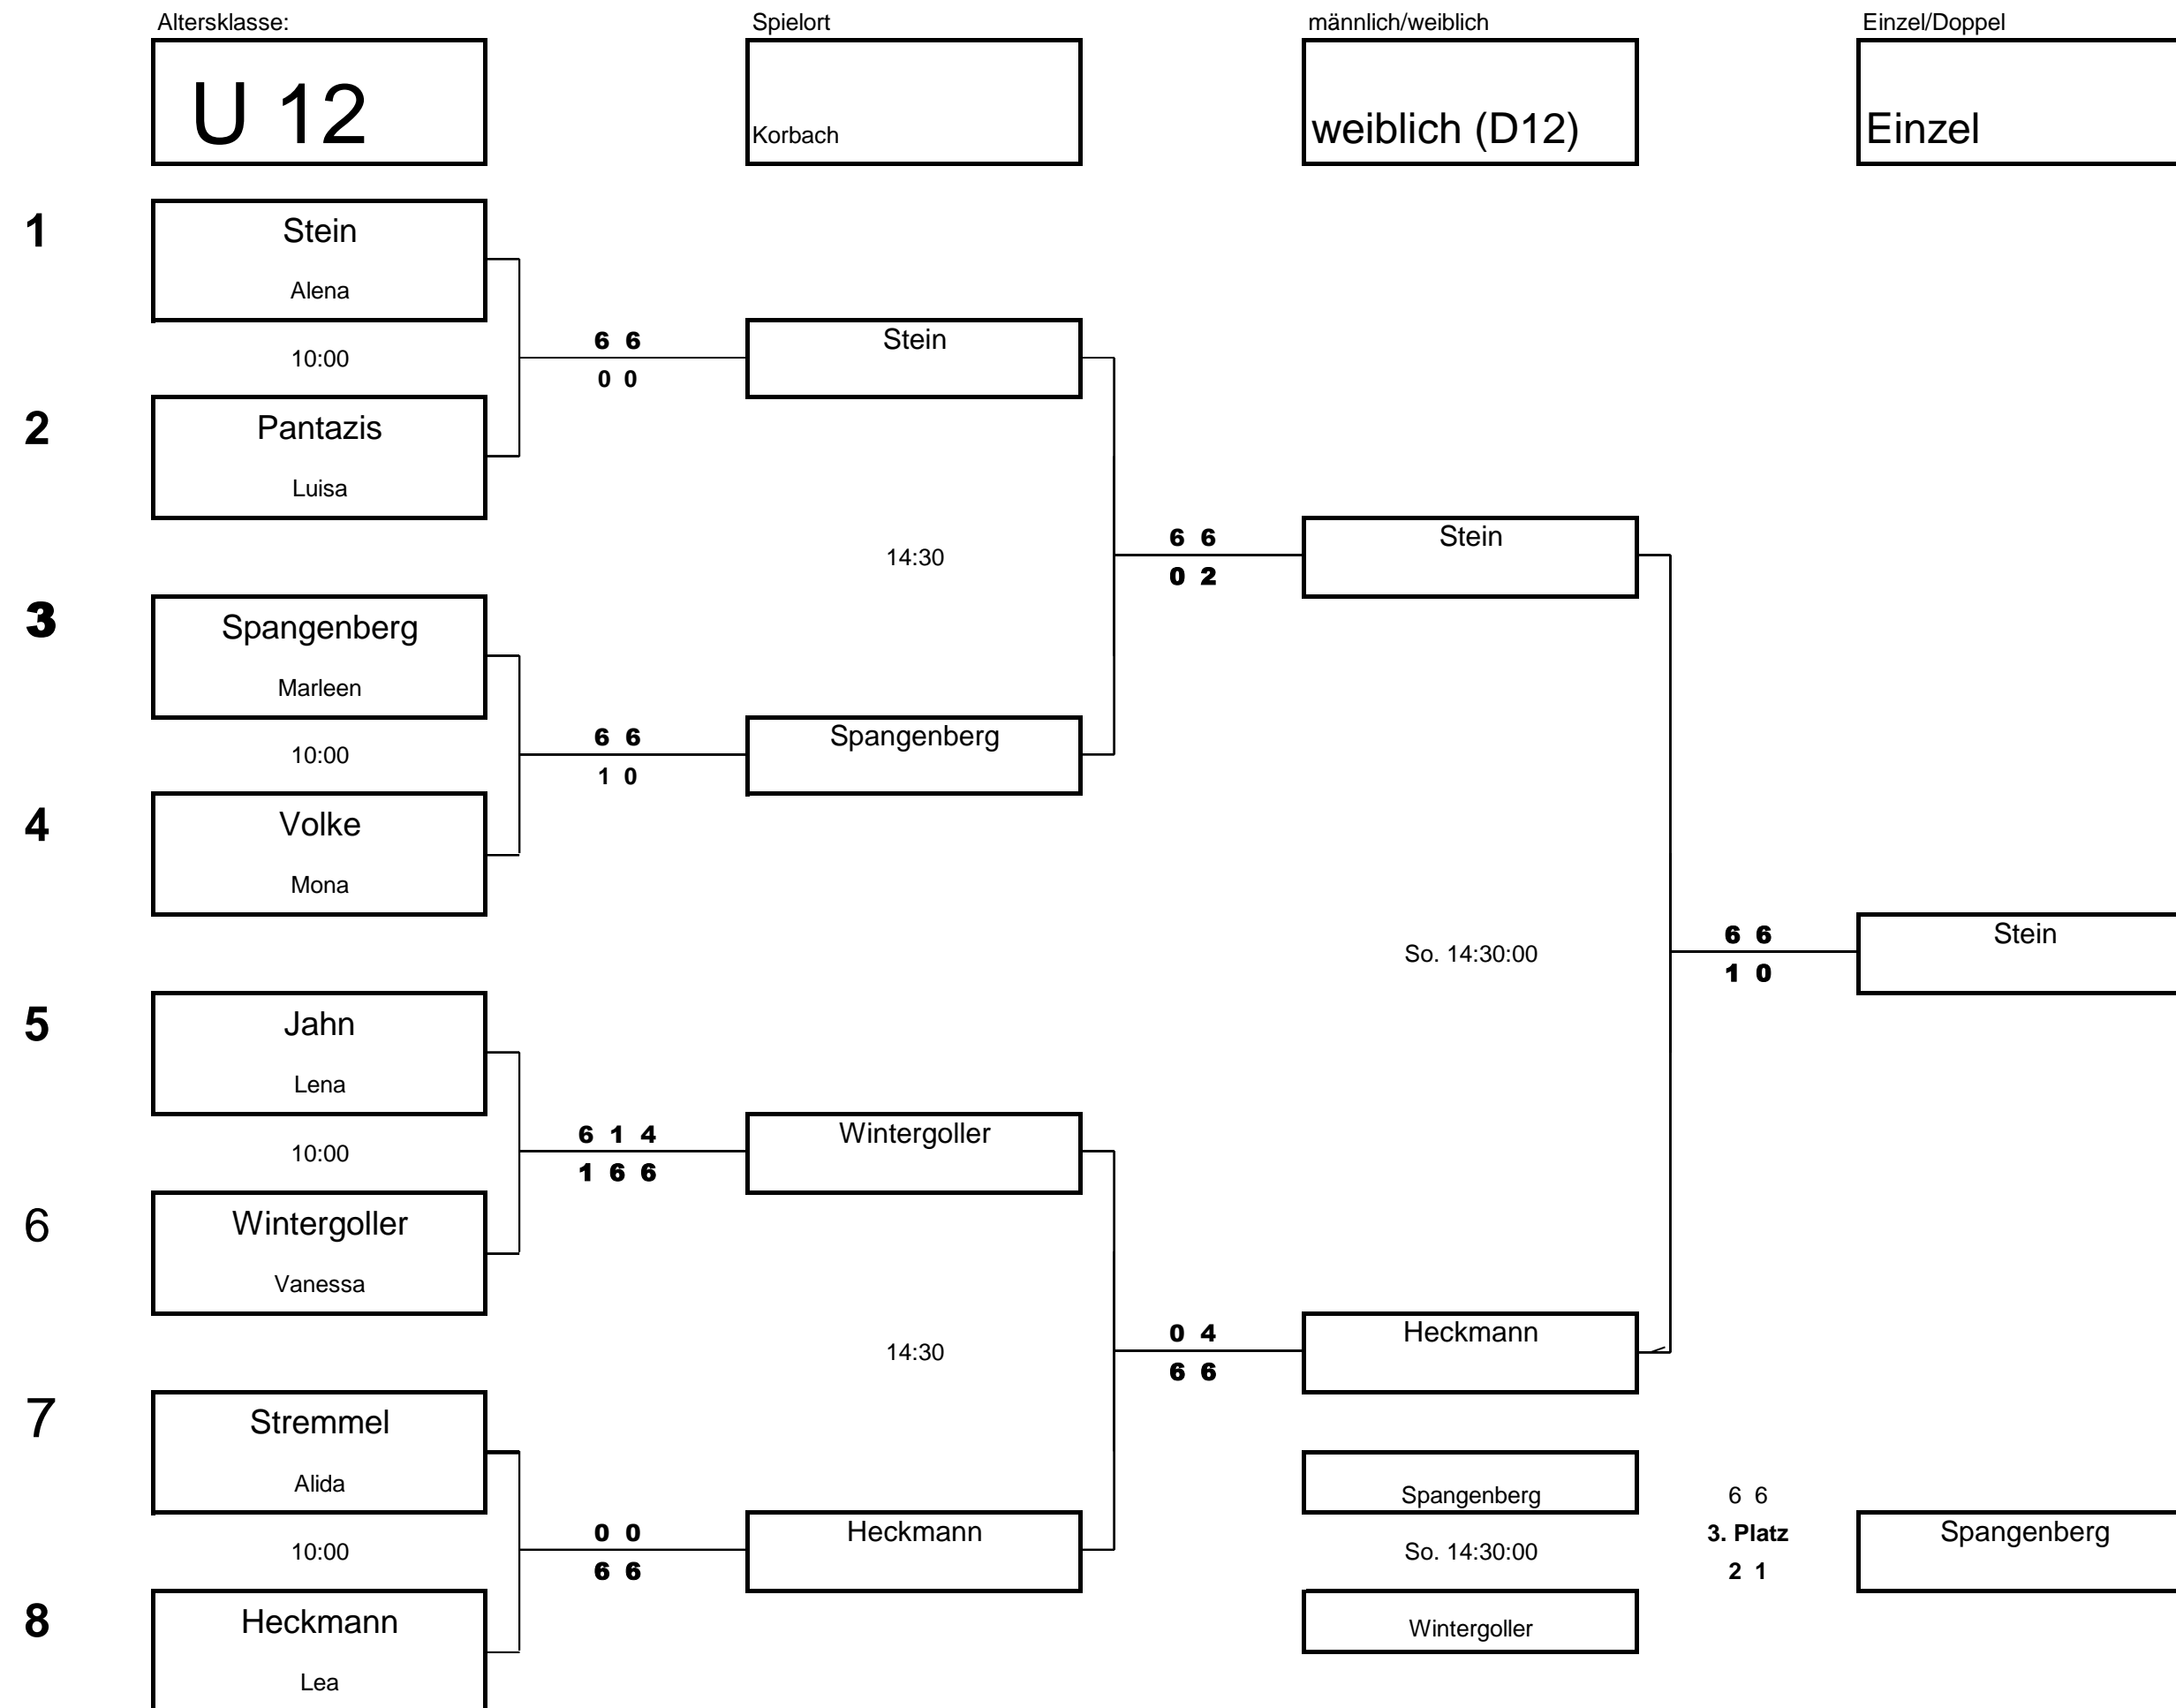 Altersklasse: Spielort männlich/weiblich Einzel/Doppel
U 12 Korbach weiblich (D12) Einzel
1 Stein
Alena
6 6 Stein
10:00
0 0
2 Pantazis
Luisa
6 6 Stein
14:30
0 2
3 Spangenberg
Marleen
6 6 Spangenberg
10:00
1 0
4 Volke
Mona
6 6 Stein
So. 14:30:00
1 0
5 Jahn
Lena
6 1 4 Wintergoller
10:00
1 6 6
6 Wintergoller
Vanessa
0 4 Heckmann
14:30
6 6
7 Stremmel
Alida
Spangenberg 6 6
0 0 Heckmann 3. Platz Spangenberg
10:00 So. 14:30:00
6 6 2 1
8 Heckmann Wintergoller
Lea